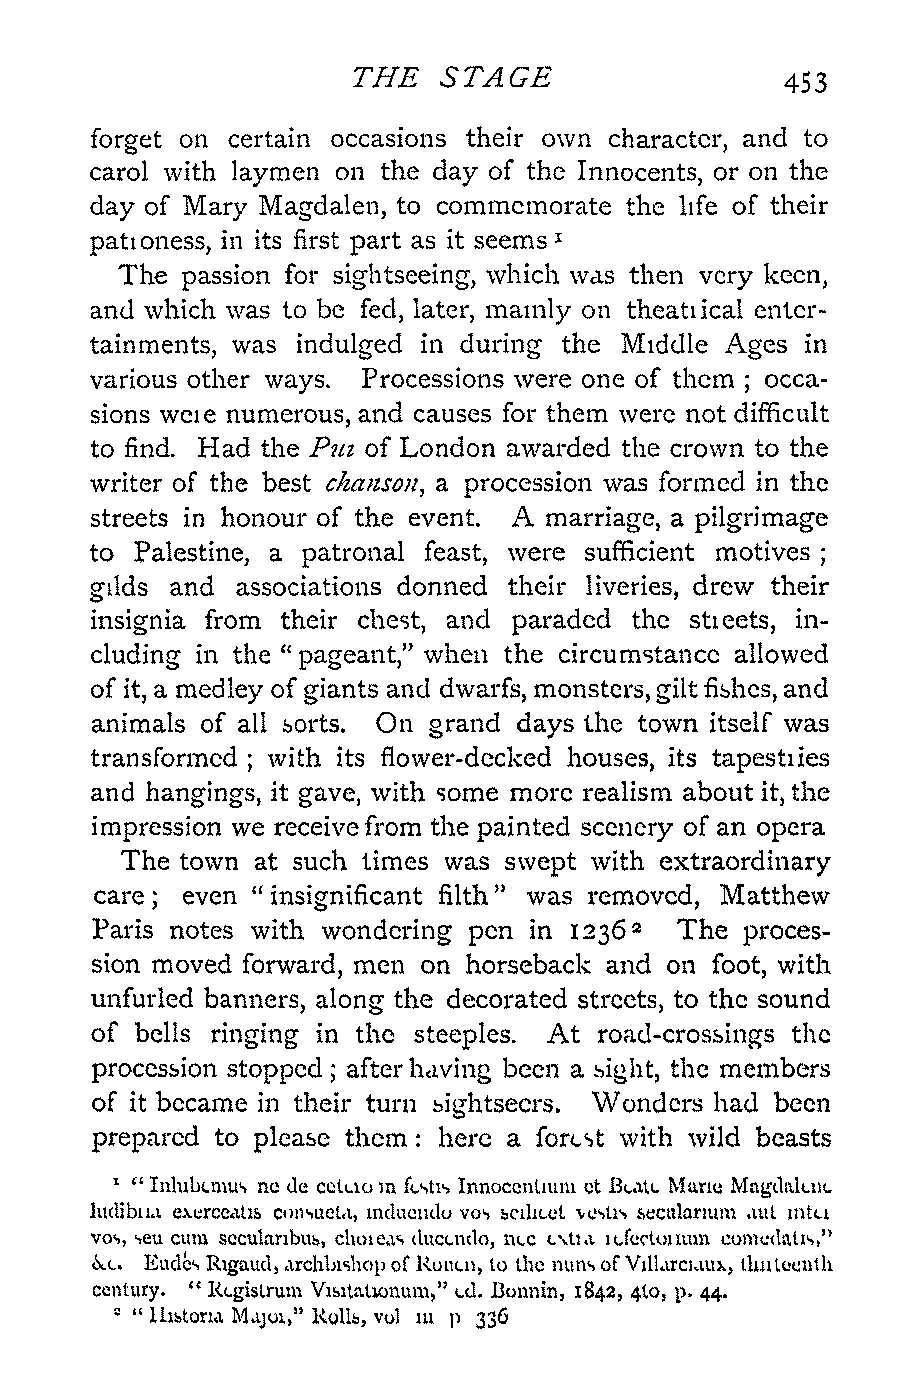 THE STAGE 453
forget on certain occasions their own character, and to
carol with laymen on the day of the Innocents, or on the
day of Mary Magdalen, to commemorate the life of their
patroness, in its first part as it seems ¹
The passion for sightseeing, which was then very keen,
and which was to be fed, later, mainly on theatrical enter-
tainments, was indulged in during the Middle Ages in
various other ways. Processions were one of them ; occa-
sions were numerous, and causes for them were not difficult
to find. Had the Pui of London awarded the crown to the
writer of the best chanson, a procession was formed in the
streets in honour of the event. A marriage, a pilgrimage
to Palestine, a patronal feast, were sufficient motives ;
gilds and associations donned their liveries, drew their
insignia from their chest, and paraded the streets, in-
cluding in the “pageant,” when the circumstance allowed
of it, a medley of giants and dwarfs, monsters, gilt fishes, and
animals of all sorts. On grand days the town itself was
transformed ; with its flower-decked houses, its tapestries
and hangings, it gave, with some more realism about it, the
impression we receive from the painted scenery of an opera
The town at such times was swept with extraordinary
care ; even “insignificant filth” was removed, Matthew
Paris notes with wondering pen in 1236 ² The proces-
sion moved forward, men on horseback and on foot, with
unfurled banners, along the decorated streets, to the sound
of bells ringing in the steeples. At road-crossings the
procession stopped ; after having been a sight, the members
of it became in their turn sightseers. Wonders had been
prepared to please them : here a forest with wild beasts
¹ “Inhibemus ne de cetero in festis Innocentium et Beate Marie Magdalene
ludibria exerceatis consueta, induendo vos scilicet vestis secularium aut inter
vos, seu cum secularibus, choreas ducendo, nec extra refectorium comedatis,”
&c. Eudes Rigaud, archbishop of Rouen, to the nuns of Villarceaux, thirteenth
century. “Registrum Visitationum,” ed. Bonnin, 1842, 4to, p. 44.
² “Historia Major,” Rolls, vol iii p 336